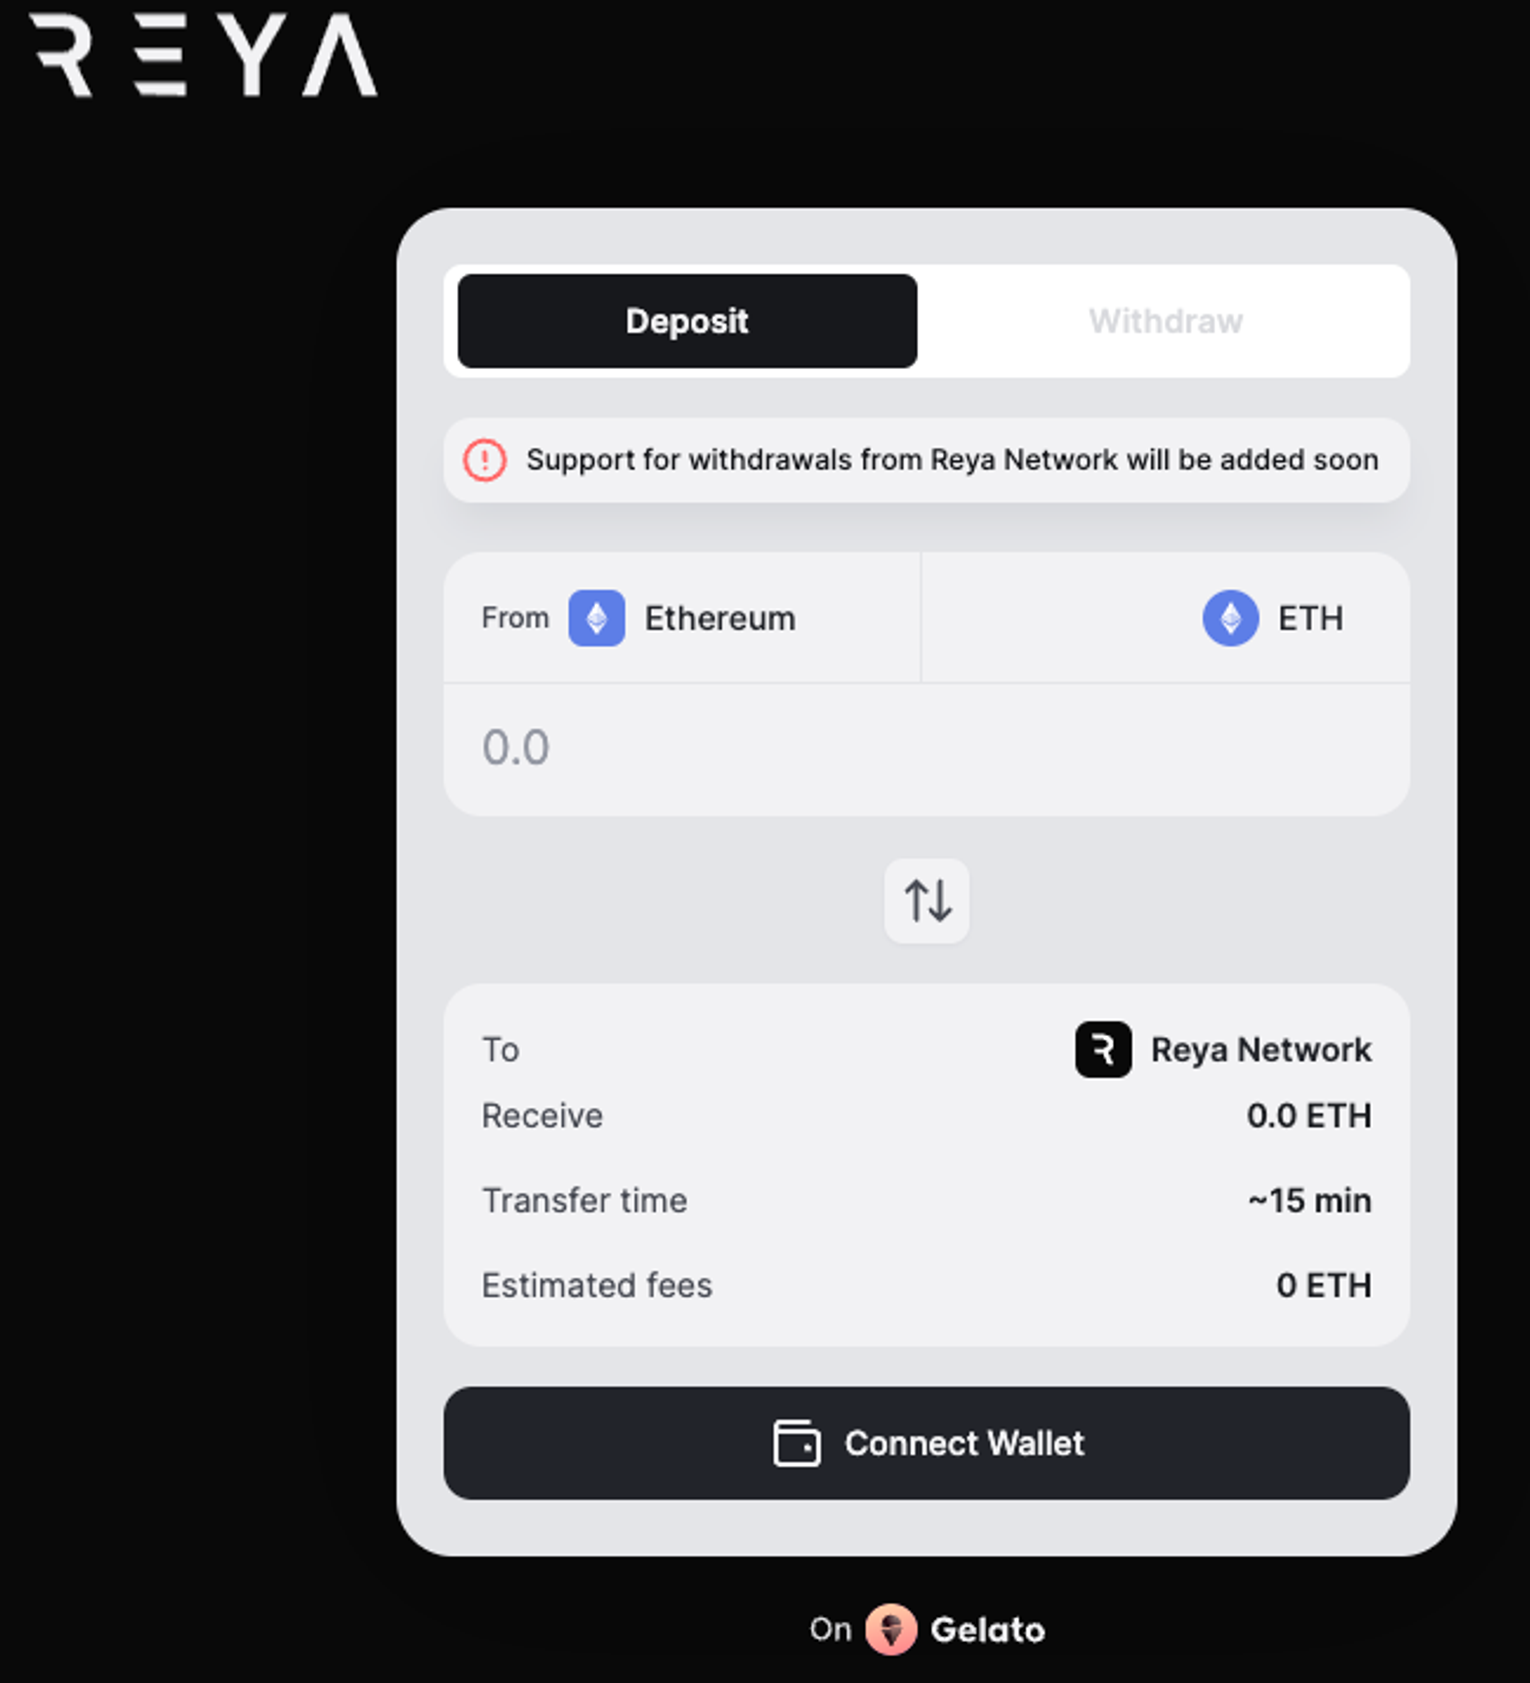 REYA
Deposit Withdraw
Support for withdrawals from Reya Network will be added soon
From Ethereum ETH
0.0
To Reya Network
Receive 0.0 ETH
Transfer time ~15 min
Estimated fees 0 ETH
Connect Wallet
On Gelato